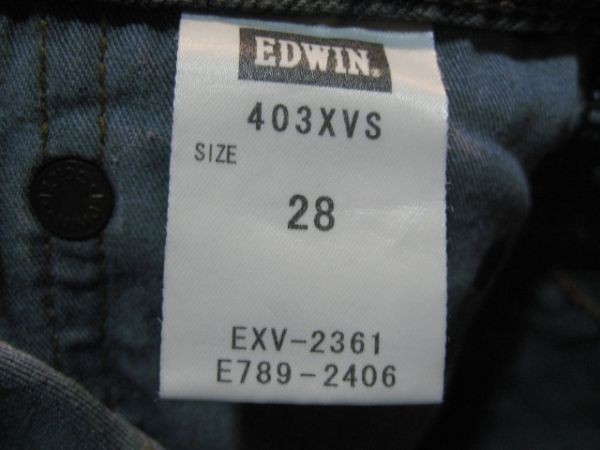 EDWIN.
403XVS
SIZE
28
EXV-2361
E789-2406